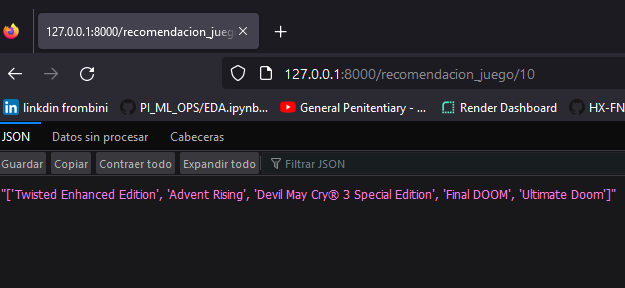 127.0.0.1:8000/recomendacion_jueg
127.0.0.1:8000/recomendacion_juego/10
linkdin frombini PI_ML_OPS/EDA.ipynb... General Penitentiary - ... Render Dashboard HX-FN
JSON Datos sin procesar Cabeceras
Guardar Copiar Contraer todo Expandir todo Filtrar JSON
"['Twisted Enhanced Edition', 'Advent Rising', 'Devil May Cry® 3 Special Edition', 'Final DOOM', 'Ultimate Doom']"